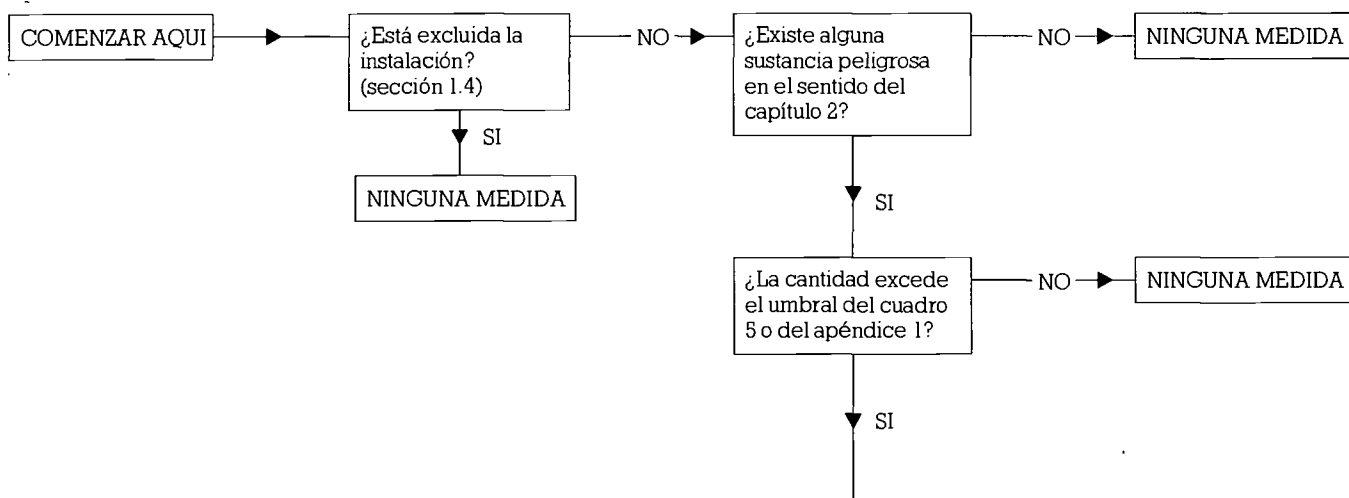 COMENZAR AQUI
¿Está excluida la
instalación?
(sección 1.4)
NO
¿Existe alguna
sustancia peligrosa
en el sentido del
capítulo 2?
NO
NINGUNA MEDIDA
SI
NINGUNA MEDIDA
SI
¿La cantidad excede
el umbral del cuadro
5 o del apéndice 1?
NO
NINGUNA MEDIDA
SI